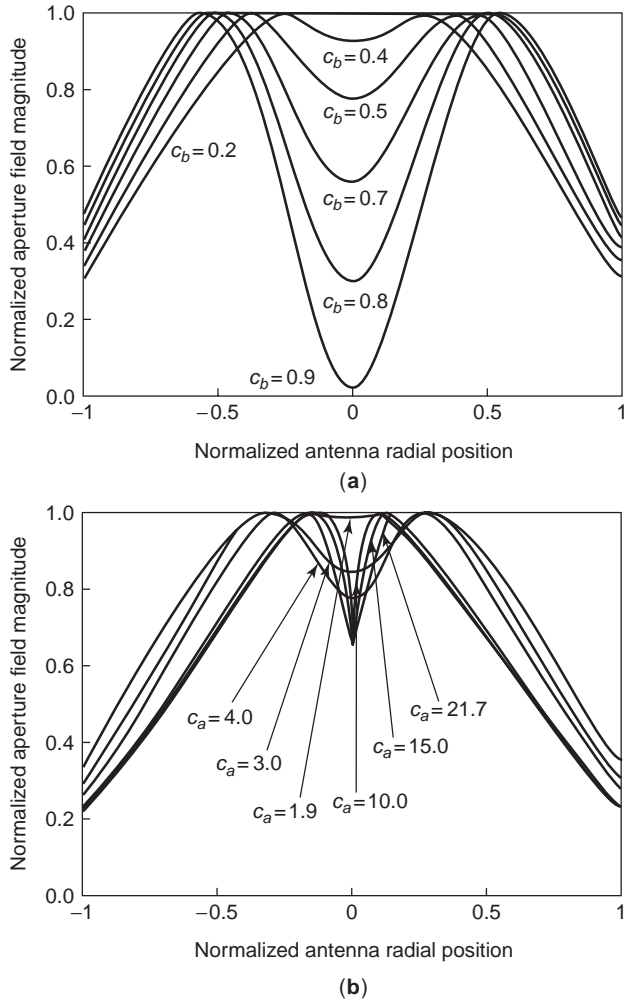 1.0
0.8
0.6
0.4
0.2
0.0
Normalized aperture field magnitude
c_b = 0.4
c_b = 0.5
c_b = 0.2
c_b = 0.7
c_b = 0.8
c_b = 0.9
−1
−0.5
0
0.5
1
Normalized antenna radial position
(a)
1.0
0.8
0.6
0.4
0.2
0.0
Normalized aperture field magnitude
c_a = 4.0
c_a = 21.7
c_a = 3.0
c_a = 15.0
c_a = 1.9
c_a = 10.0
−1
−0.5
0
0.5
1
Normalized antenna radial position
(b)